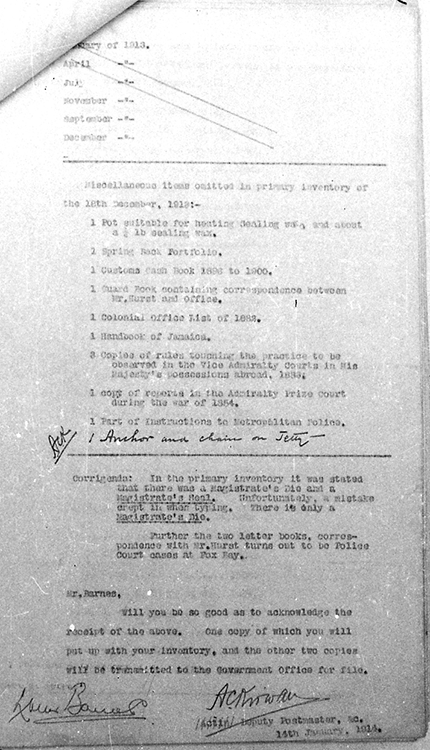 of 1913.
April -"-
July -"-
November -"-
September -"-
December -"-
Miscellaneous items omitted in primary inventory of
the 18th December, 1913:-
1 Pot suitable for heating Sealing wax, and about
a ½ lb sealing wax.
1 Spring Back Portfolio.
1 Customs Cash Book 1896 to 1900.
1 Guard Book containing correspondence between
Mr.Hurst and Office.
1 Colonial Office List of 1882.
1 Handbook of Jamaica.
3 Copies of rules touching the practice to be
observed in the Vice Admiralty Courts in His
Majesty's possessions abroad, 1883.
1 copy of reports in the Admiralty Prize Court
during the war of 1854.
1 Part of Instructions to Metropolitan Police.
ACK 1 Anchor and chain on Jetty
Corrigenda: In the primary inventory it was stated
that there was a Magistrate's Die and a
Magistrate's Seal. Unfortunately, a mistake
crept in when typing. There is only a
Magistrate's Die.
Further the two letter books, corres-
pondence with Mr.Hurst turns out to be Police
Court cases at Fox Bay.
Mr.Barnes,
Will you be so good as to acknowledge the
receipt of the above. One copy of which you will
put up with your inventory, and the other two copies
will be transmitted to the Government Office for file.
Barnes
(Actin) Deputy Postmaster, &c.
14th January, 1914.